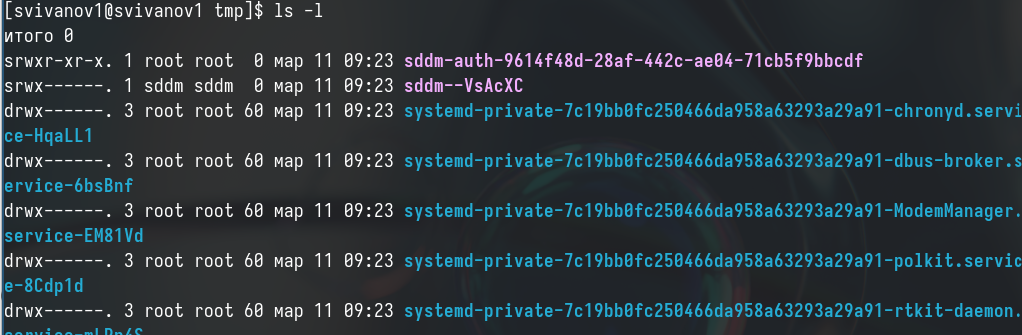 [svivanov1@svivanov1 tmp]$ ls -l
итого 0
srwxr-xr-x. 1 root root  0 мар 11 09:23 sddm-auth-9614f48d-28af-442c-ae04-71cb5f9bbcdf
srwx------. 1 sddm sddm  0 мар 11 09:23 sddm--VsAcXC
drwx------. 3 root root 60 мар 11 09:23 systemd-private-7c19bb0fc250466da958a63293a29a91-chronyd.servi
ce-HqaLL1
drwx------. 3 root root 60 мар 11 09:23 systemd-private-7c19bb0fc250466da958a63293a29a91-dbus-broker.s
ervice-6bsBnf
drwx------. 3 root root 60 мар 11 09:23 systemd-private-7c19bb0fc250466da958a63293a29a91-ModemManager.
service-EM81Vd
drwx------. 3 root root 60 мар 11 09:23 systemd-private-7c19bb0fc250466da958a63293a29a91-polkit.servic
e-8Cdp1d
drwx------. 3 root root 60 мар 11 09:23 systemd-private-7c19bb0fc250466da958a63293a29a91-rtkit-daemon.